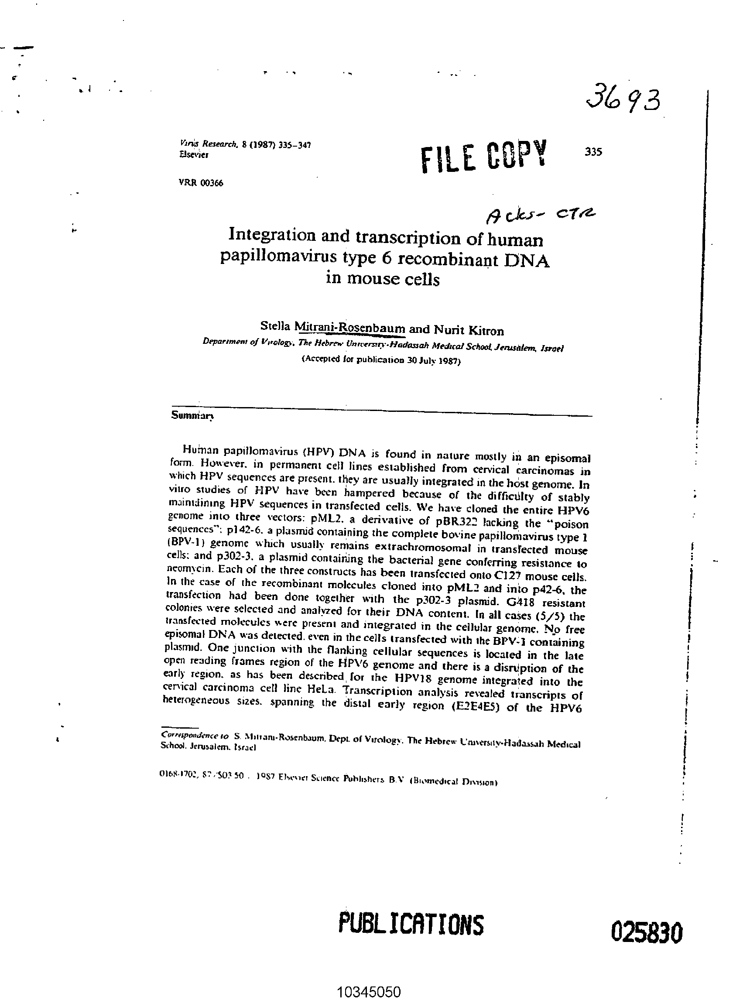 3693
Virus Research, 8 (1987) 335-347
Elsevier
FILE COPY
335
VRR 00366
Acks- CTR
Integration and transcription of human
papillomavirus type 6 recombinant DNA
in mouse cells
Stella Mitrani-Rosenbaum and Nurit Kitron
Department of Virology, The Hebrew University-Hadassah Medical School, Jerusalem, Israel
(Accepted for publication 30 July 1987)
Summary
Human papillomavirus (HPV) DNA is found in nature mostly in an episomal
form. However, in permanent cell lines established from cervical carcinomas in
which HPV sequences are present, they are usually integrated in the host genome. In
vitro studies of HPV have been hampered because of the difficulty of stably
maintaining HPV sequences in transfected cells. We have cloned the entire HPV6
genome into three vectors: pML2, a derivative of pBR322 lacking the "poison
sequences"; p142-6, a plasmid containing the complete bovine papillomavirus type 1
(BPV-1) genome which usually remains extrachromosomal in transfected mouse
cells; and p302-3, a plasmid containing the bacterial gene conferring resistance to
neomycin. Each of the three constructs has been transfected onto C127 mouse cells.
In the case of the recombinant molecules cloned into pML2 and into p42-6, the
transfection had been done together with the p302-3 plasmid. G418 resistant
colonies were selected and analyzed for their DNA content. In all cases (5/5) the
transfected molecules were present and integrated in the cellular genome. No free
episomal DNA was detected, even in the cells transfected with the BPV-1 containing
plasmid. One junction with the flanking cellular sequences is located in the late
open reading frames region of the HPV6 genome and there is a disruption of the
early region, as has been described for the HPV18 genome integrated into the
cervical carcinoma cell line HeLa. Transcription analysis revealed transcripts of
heterogeneous sizes, spanning the distal early region (E2E4E5) of the HPV6
Correspondence to S. Mitrani-Rosenbaum, Dept. of Virology, The Hebrew University-Hadassah Medical
School, Jerusalem, Israel
0168-1702/87/$03.50 . 1987 Elsevier Science Publishers B.V. (Biomedical Division)
PUBLICATIONS
025830
10345050